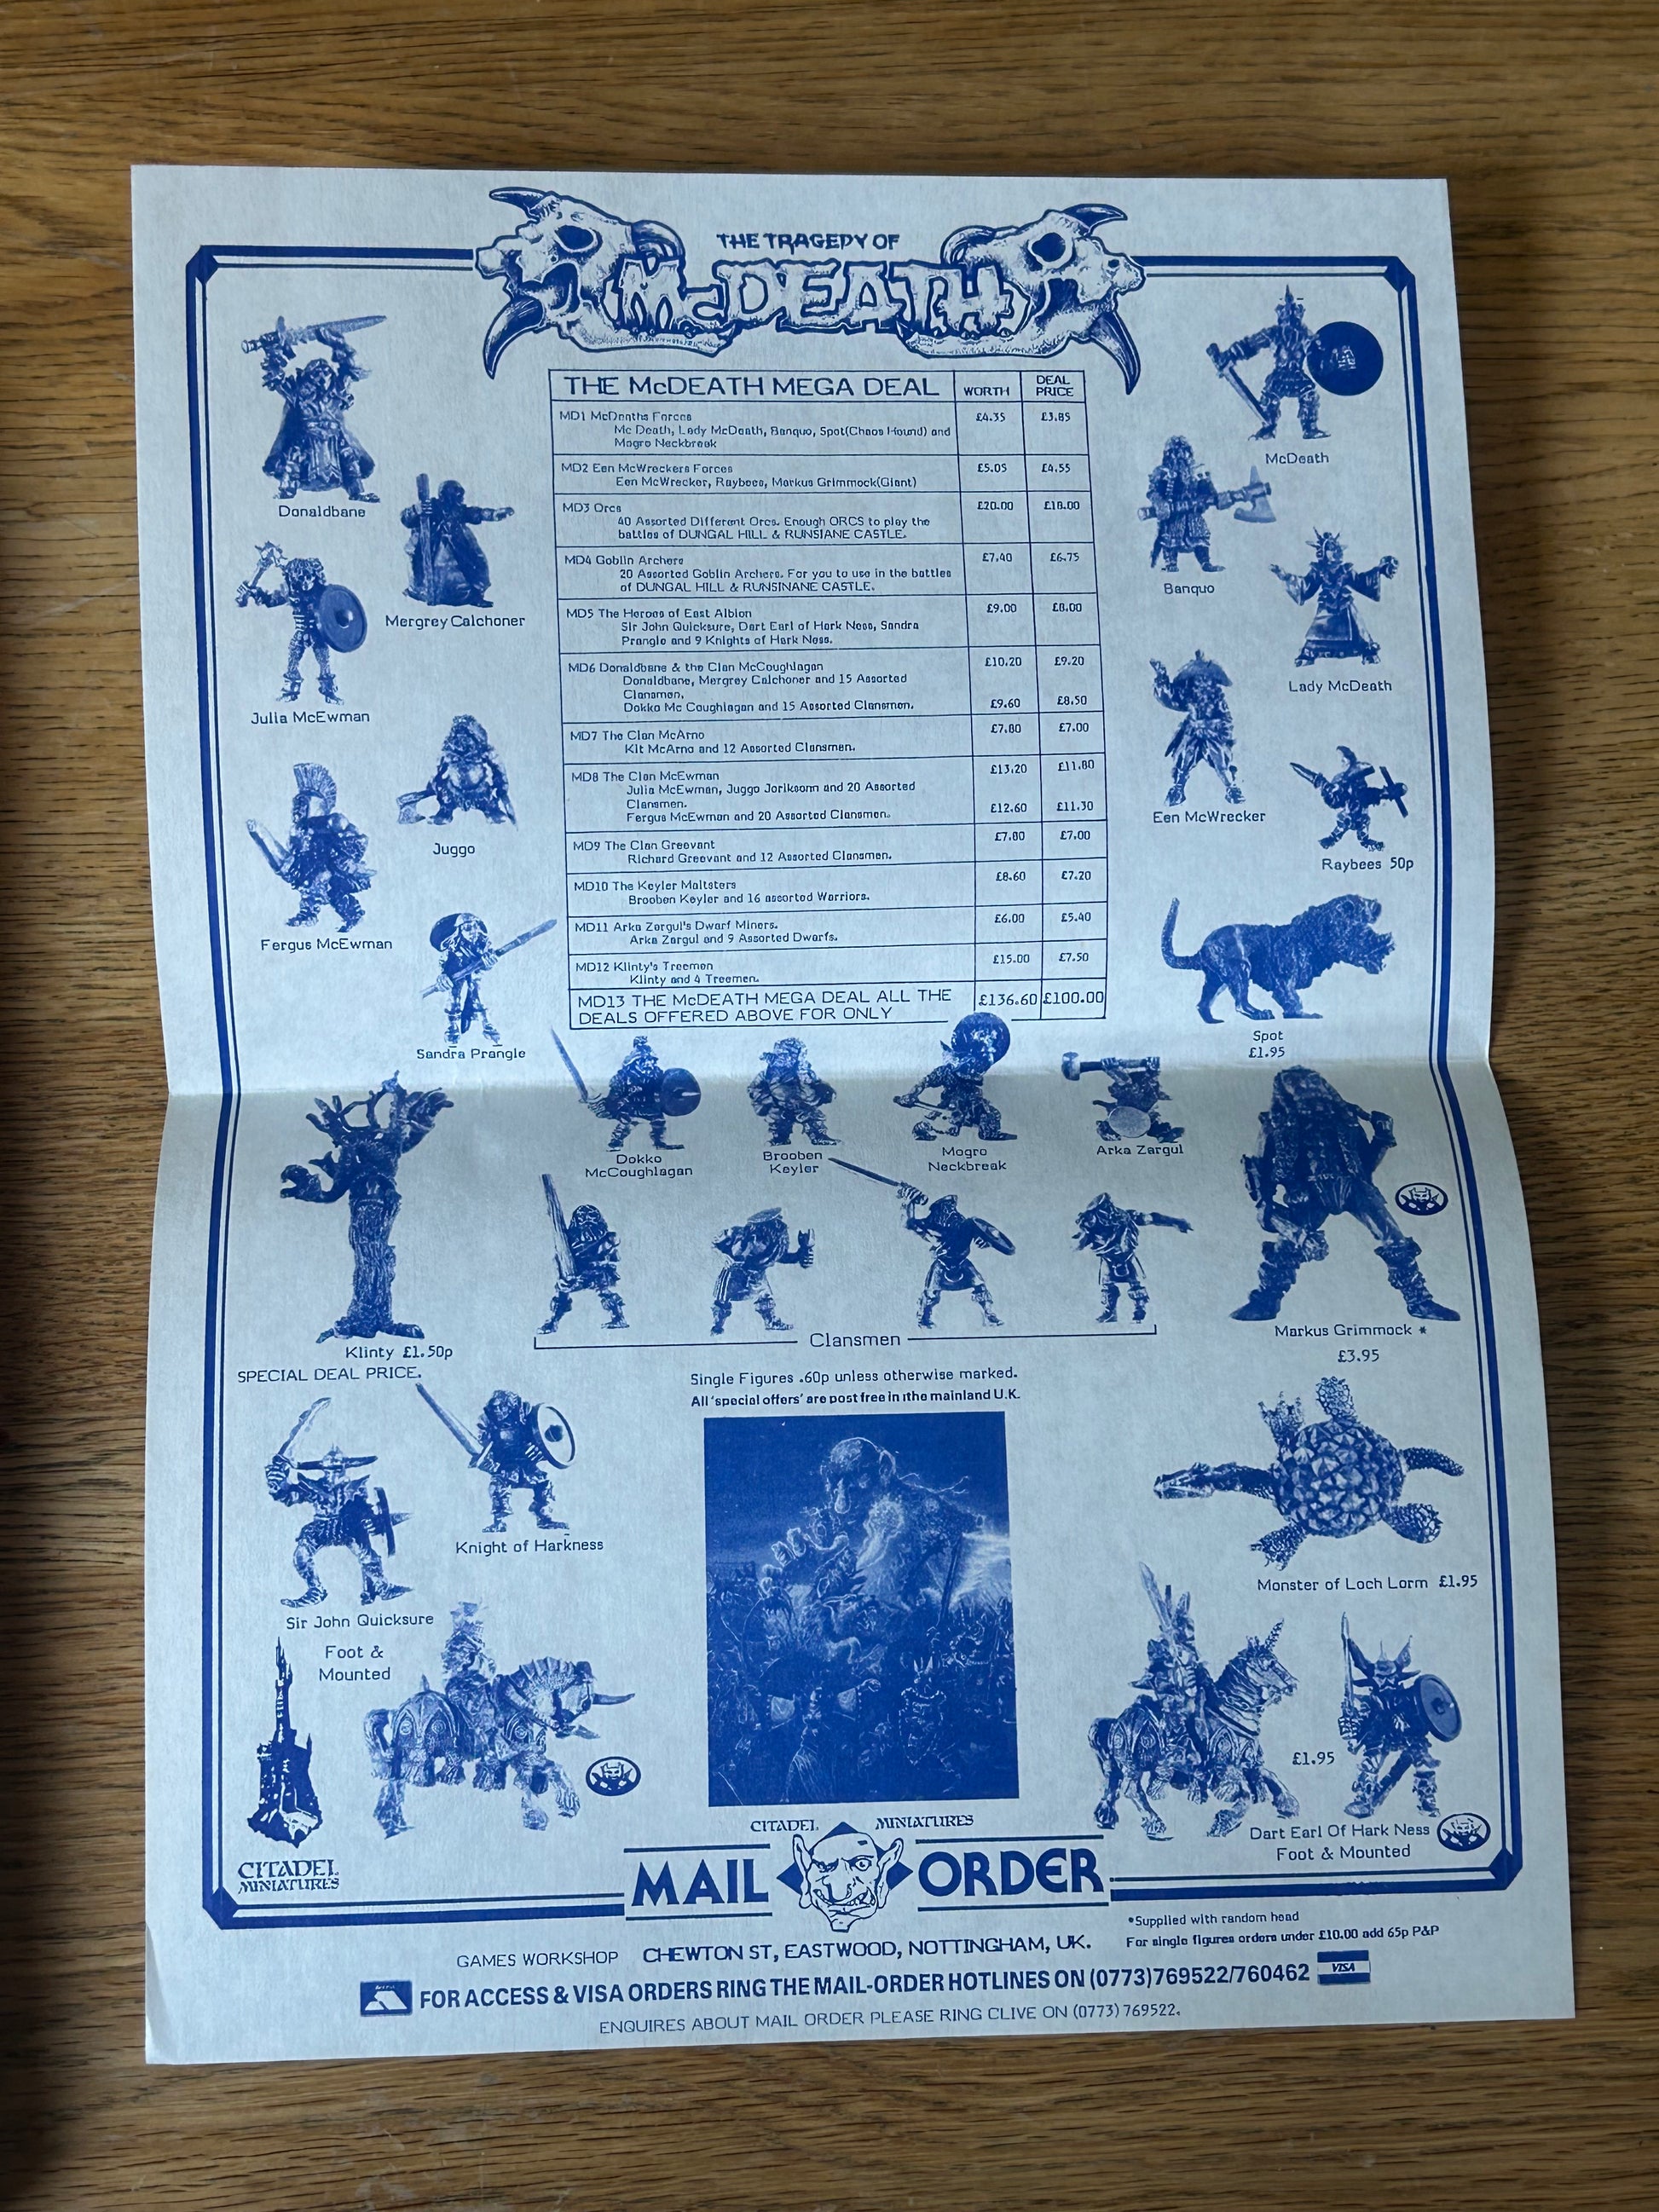 THE TRAGEDY OF
McDEATH
THE McDEATH MEGA DEAL WORTH DEAL PRICE
MD1 McDeaths Forces £4.35 £3.85
Mc Death, Lady McDeath, Banquo, Spot(Chaos Hound) and
Mogro Neckbreak
MD2 Een McWreckers Forces £5.05 £4.55
Een McWrecker, Raybees, Markus Grimmock(Giant)
MD3 Orcs £20.00 £18.00
40 Assorted Different Orcs. Enough ORCS to play the
battles of DUNGAL HILL & RUNSIANE CASTLE.
MD4 Goblin Archers £7.40 £6.75
20 Assorted Goblin Archers. For you to use in the battles
of DUNGAL HILL & RUNSINANE CASTLE.
MD5 The Heroes of East Albion £9.00 £8.00
Sir John Quicksure, Dart Earl of Hark Ness, Sandra
Prangle and 9 Knights of Hark Ness.
MD6 Donaldbane & the Clan McCoughlagan £10.20 £9.20
Donaldbane, Mergrey Calchoner and 15 Assorted
Clansmen.
Dokko Mc Coughlagan and 15 Assorted Clansmen. £9.60 £8.50
MD7 The Clan McArno £7.80 £7.00
Kit McArno and 12 Assorted Clansmen.
MD8 The Clan McEwman £13.20 £11.80
Julia McEwman, Juggo Joriksonn and 20 Assorted
Clansmen.
Fergus McEwman and 20 Assorted Clansmen. £12.60 £11.30
MD9 The Clan Greevant £7.80 £7.00
Richard Greevant and 12 Assorted Clansmen.
MD10 The Keyler Maltsters £8.60 £7.20
Brooben Keyler and 16 assorted Warriors.
MD11 Arka Zargul's Dwarf Miners. £6.00 £5.40
Arka Zargul and 9 Assorted Dwarfs.
MD12 Klinty's Treemen £15.00 £7.50
Klinty and 4 Treemen.
MD13 THE McDEATH MEGA DEAL ALL THE £136.60 £100.00
DEALS OFFERED ABOVE FOR ONLY
Donaldbane
Mergrey Calchoner
Julia McEwman
Juggo
Fergus McEwman
Sandra Prangle
McDeath
Banquo
Lady McDeath
Een McWrecker
Raybees 50p
Spot
£1.95
Dokko
McCoughlagan
Brooben
Keyler
Mogro
Neckbreak
Arka Zargul
Klinty £1.50p
SPECIAL DEAL PRICE.
Clansmen
Markus Grimmock *
£3.95
Single Figures .60p unless otherwise marked.
All 'special offers' are post free in ithe mainland U.K.
Knight of Harkness
Sir John Quicksure
Foot &
Mounted
Monster of Loch Lorm £1.95
£1.95
Dart Earl Of Hark Ness
Foot & Mounted
CITADEL
MINIATURES
CITADEL MINIATURES
MAIL ORDER
*Supplied with random head
For single figures orders under £10.00 add 65p P&P
GAMES WORKSHOP CHEWTON ST, EASTWOOD, NOTTINGHAM, UK.
FOR ACCESS & VISA ORDERS RING THE MAIL-ORDER HOTLINES ON (0773)769522/760462 VISA
ENQUIRES ABOUT MAIL ORDER PLEASE RING CLIVE ON (0773) 769522.